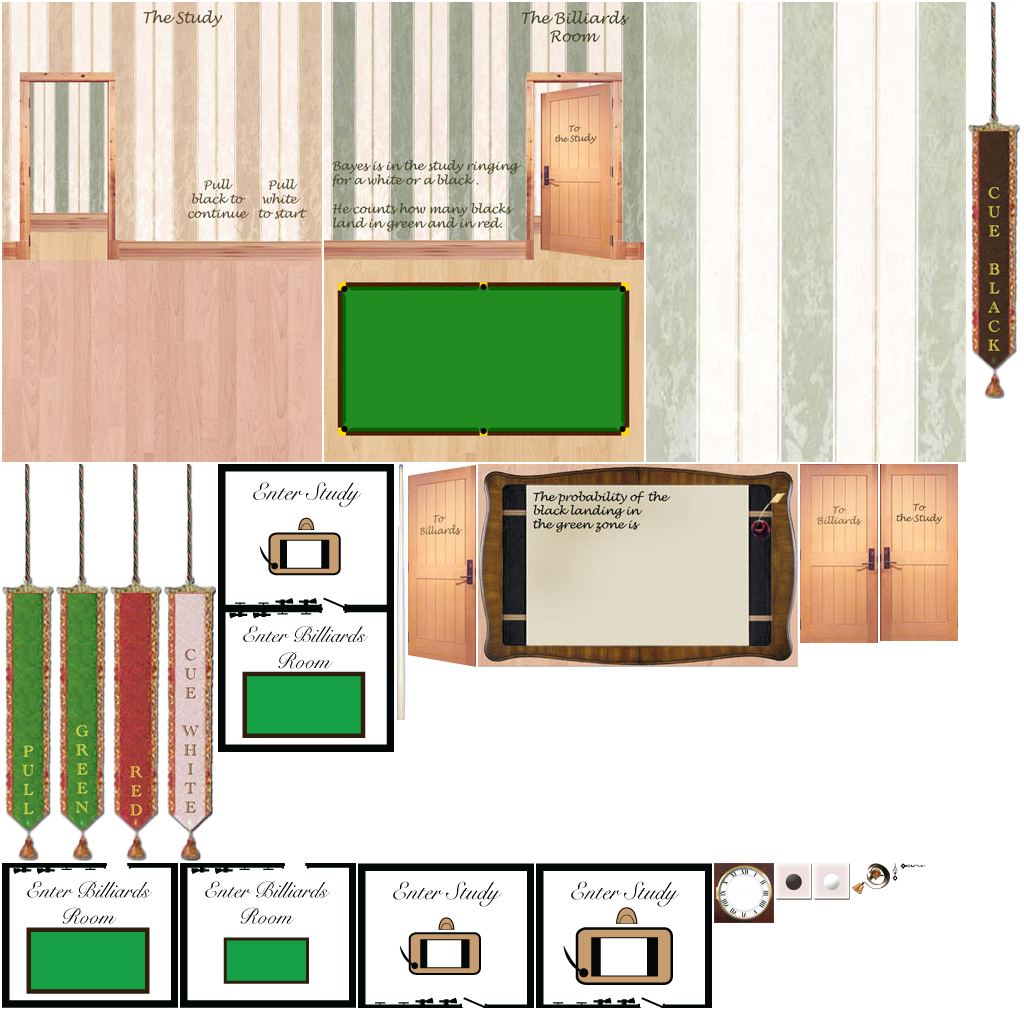 The Study
Pull
black to
continue
Pull
white
to start
The Billiards
Room
To
the Study
Bayes is in the study ringing
for a white or a black .
He counts how many blacks
land in green and in red.
CUE BLACK
PULL
GREEN
RED
CUE WHITE
Enter Study
Enter Billiards
Room
To
Billiards
The probability of the
black landing in
the green zone is
To
Billiards
To
the Study
Enter Billiards
Room
Enter Billiards
Room
Enter Study
Enter Study